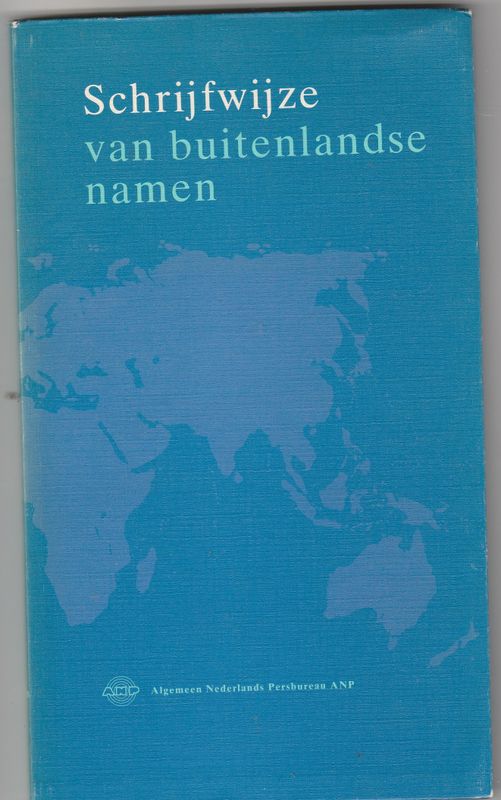 Schrijfwijze
van buitenlandse
namen
ANP Algemeen Nederlands Persbureau ANP